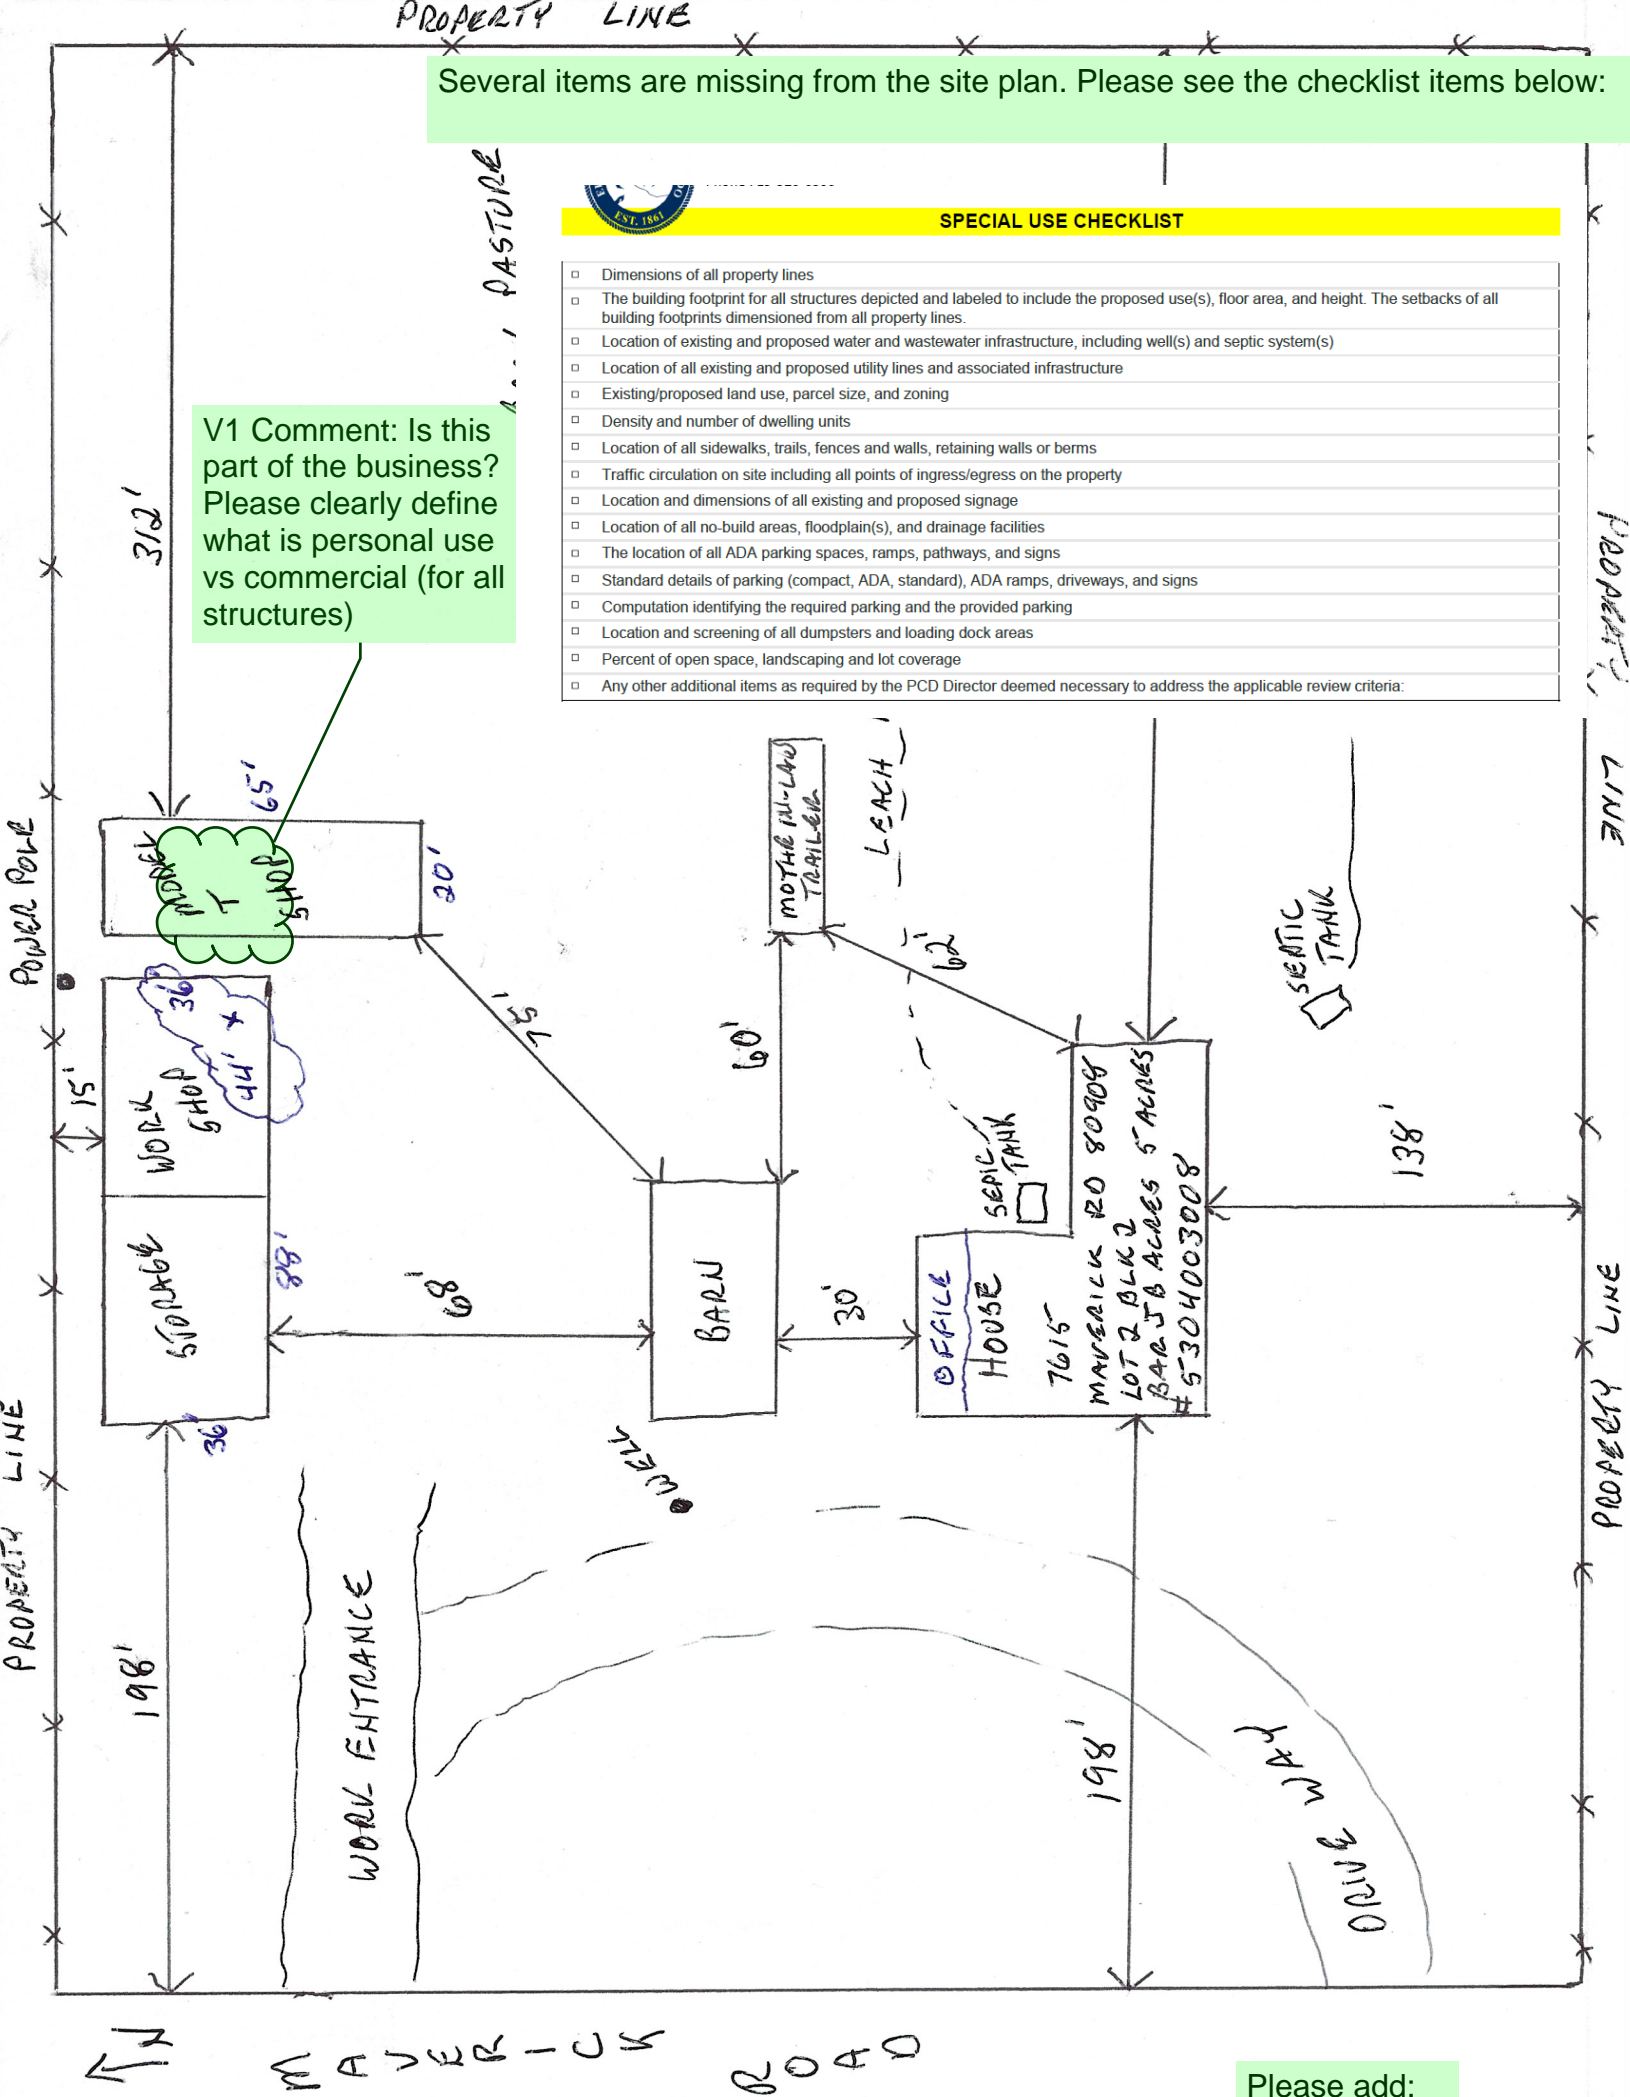 PROPERTY LINE
Several items are missing from the site plan. Please see the checklist items below:
EST. 1861
SPECIAL USE CHECKLIST
Dimensions of all property lines
The building footprint for all structures depicted and labeled to include the proposed use(s), floor area, and height. The setbacks of all
building footprints dimensioned from all property lines.
Location of existing and proposed water and wastewater infrastructure, including well(s) and septic system(s)
Location of all existing and proposed utility lines and associated infrastructure
Existing/proposed land use, parcel size, and zoning
Density and number of dwelling units
Location of all sidewalks, trails, fences and walls, retaining walls or berms
Traffic circulation on site including all points of ingress/egress on the property
Location and dimensions of all existing and proposed signage
Location of all no-build areas, floodplain(s), and drainage facilities
The location of all ADA parking spaces, ramps, pathways, and signs
Standard details of parking (compact, ADA, standard), ADA ramps, driveways, and signs
Computation identifying the required parking and the provided parking
Location and screening of all dumpsters and loading dock areas
Percent of open space, landscaping and lot coverage
Any other additional items as required by the PCD Director deemed necessary to address the applicable review criteria:
PASTURE
V1 Comment: Is this
part of the business?
Please clearly define
what is personal use
vs commercial (for all
structures)
312'
PROPERTY LINE
65'
MODEL
T
SHOP
20'
MOTHR IN-LAW
TRAILER
LEACH
POWER POLE
SEPTIC
TANK
62'
75'
60'
15'
WORK
SHOP
36'
44' +
STORAGE
88'
36'
68'
BARN
30'
SEPIC
TANK
OFFICE
HOUSE
7615
MAVERICK RD 80908
LOT 2 BLK 2
BAR JB ACRES 5 ACRES
#5304003008
138'
PROPERTY LINE
PROPERTY LINE
WELL
198'
WORK ENTRANCE
198'
DRIVE WAY
N
MAVERICK ROAD
Please add: